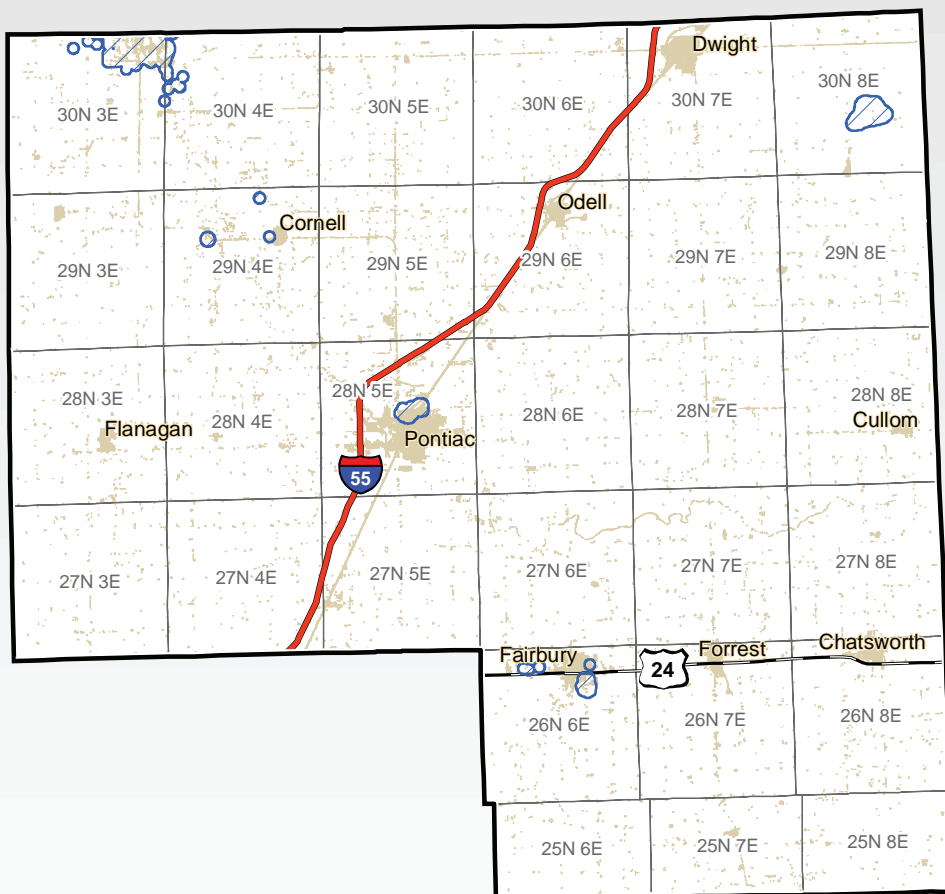 Dwight
30N 3E
30N 4E
30N 5E
30N 6E
30N 7E
30N 8E
Odell
Cornell
29N 3E
29N 4E
29N 5E
29N 6E
29N 7E
29N 8E
28N 3E
28N 4E
28N 5E
28N 6E
28N 7E
28N 8E
Flanagan
Pontiac
Cullom
55
27N 3E
27N 4E
27N 5E
27N 6E
27N 7E
27N 8E
Fairbury
24
Forrest
Chatsworth
26N 6E
26N 7E
26N 8E
25N 6E
25N 7E
25N 8E